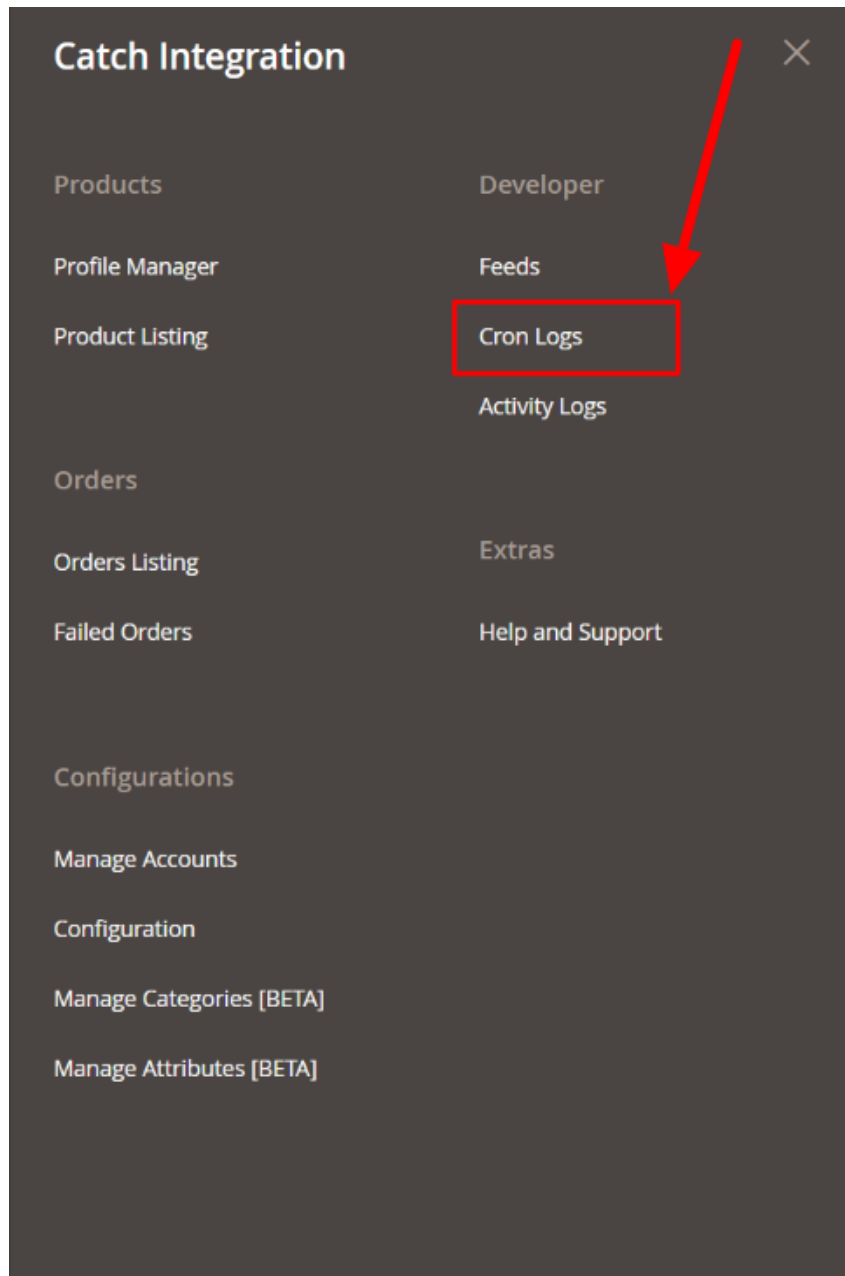 Catch Integration
Products
Profile Manager
Product Listing
Orders
Orders Listing
Failed Orders
Configurations
Manage Accounts
Configuration
Manage Categories [BETA]
Manage Attributes [BETA]
Developer
Feeds
Cron Logs
Activity Logs
Extras
Help and Support